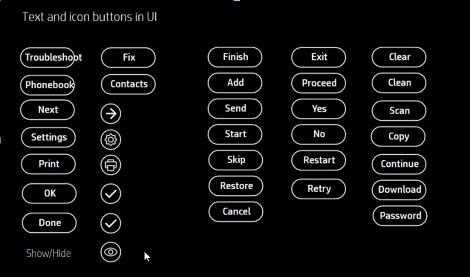 Text and icon buttons in UI
Troubleshoot Fix Finish Exit Clear
Phonebook Contacts Add Proceed Clean
Next Send Yes Scan
Settings Start No Copy
Print Skip Restart Continue
OK Restore Retry Download
Done Cancel Password
Show/Hide